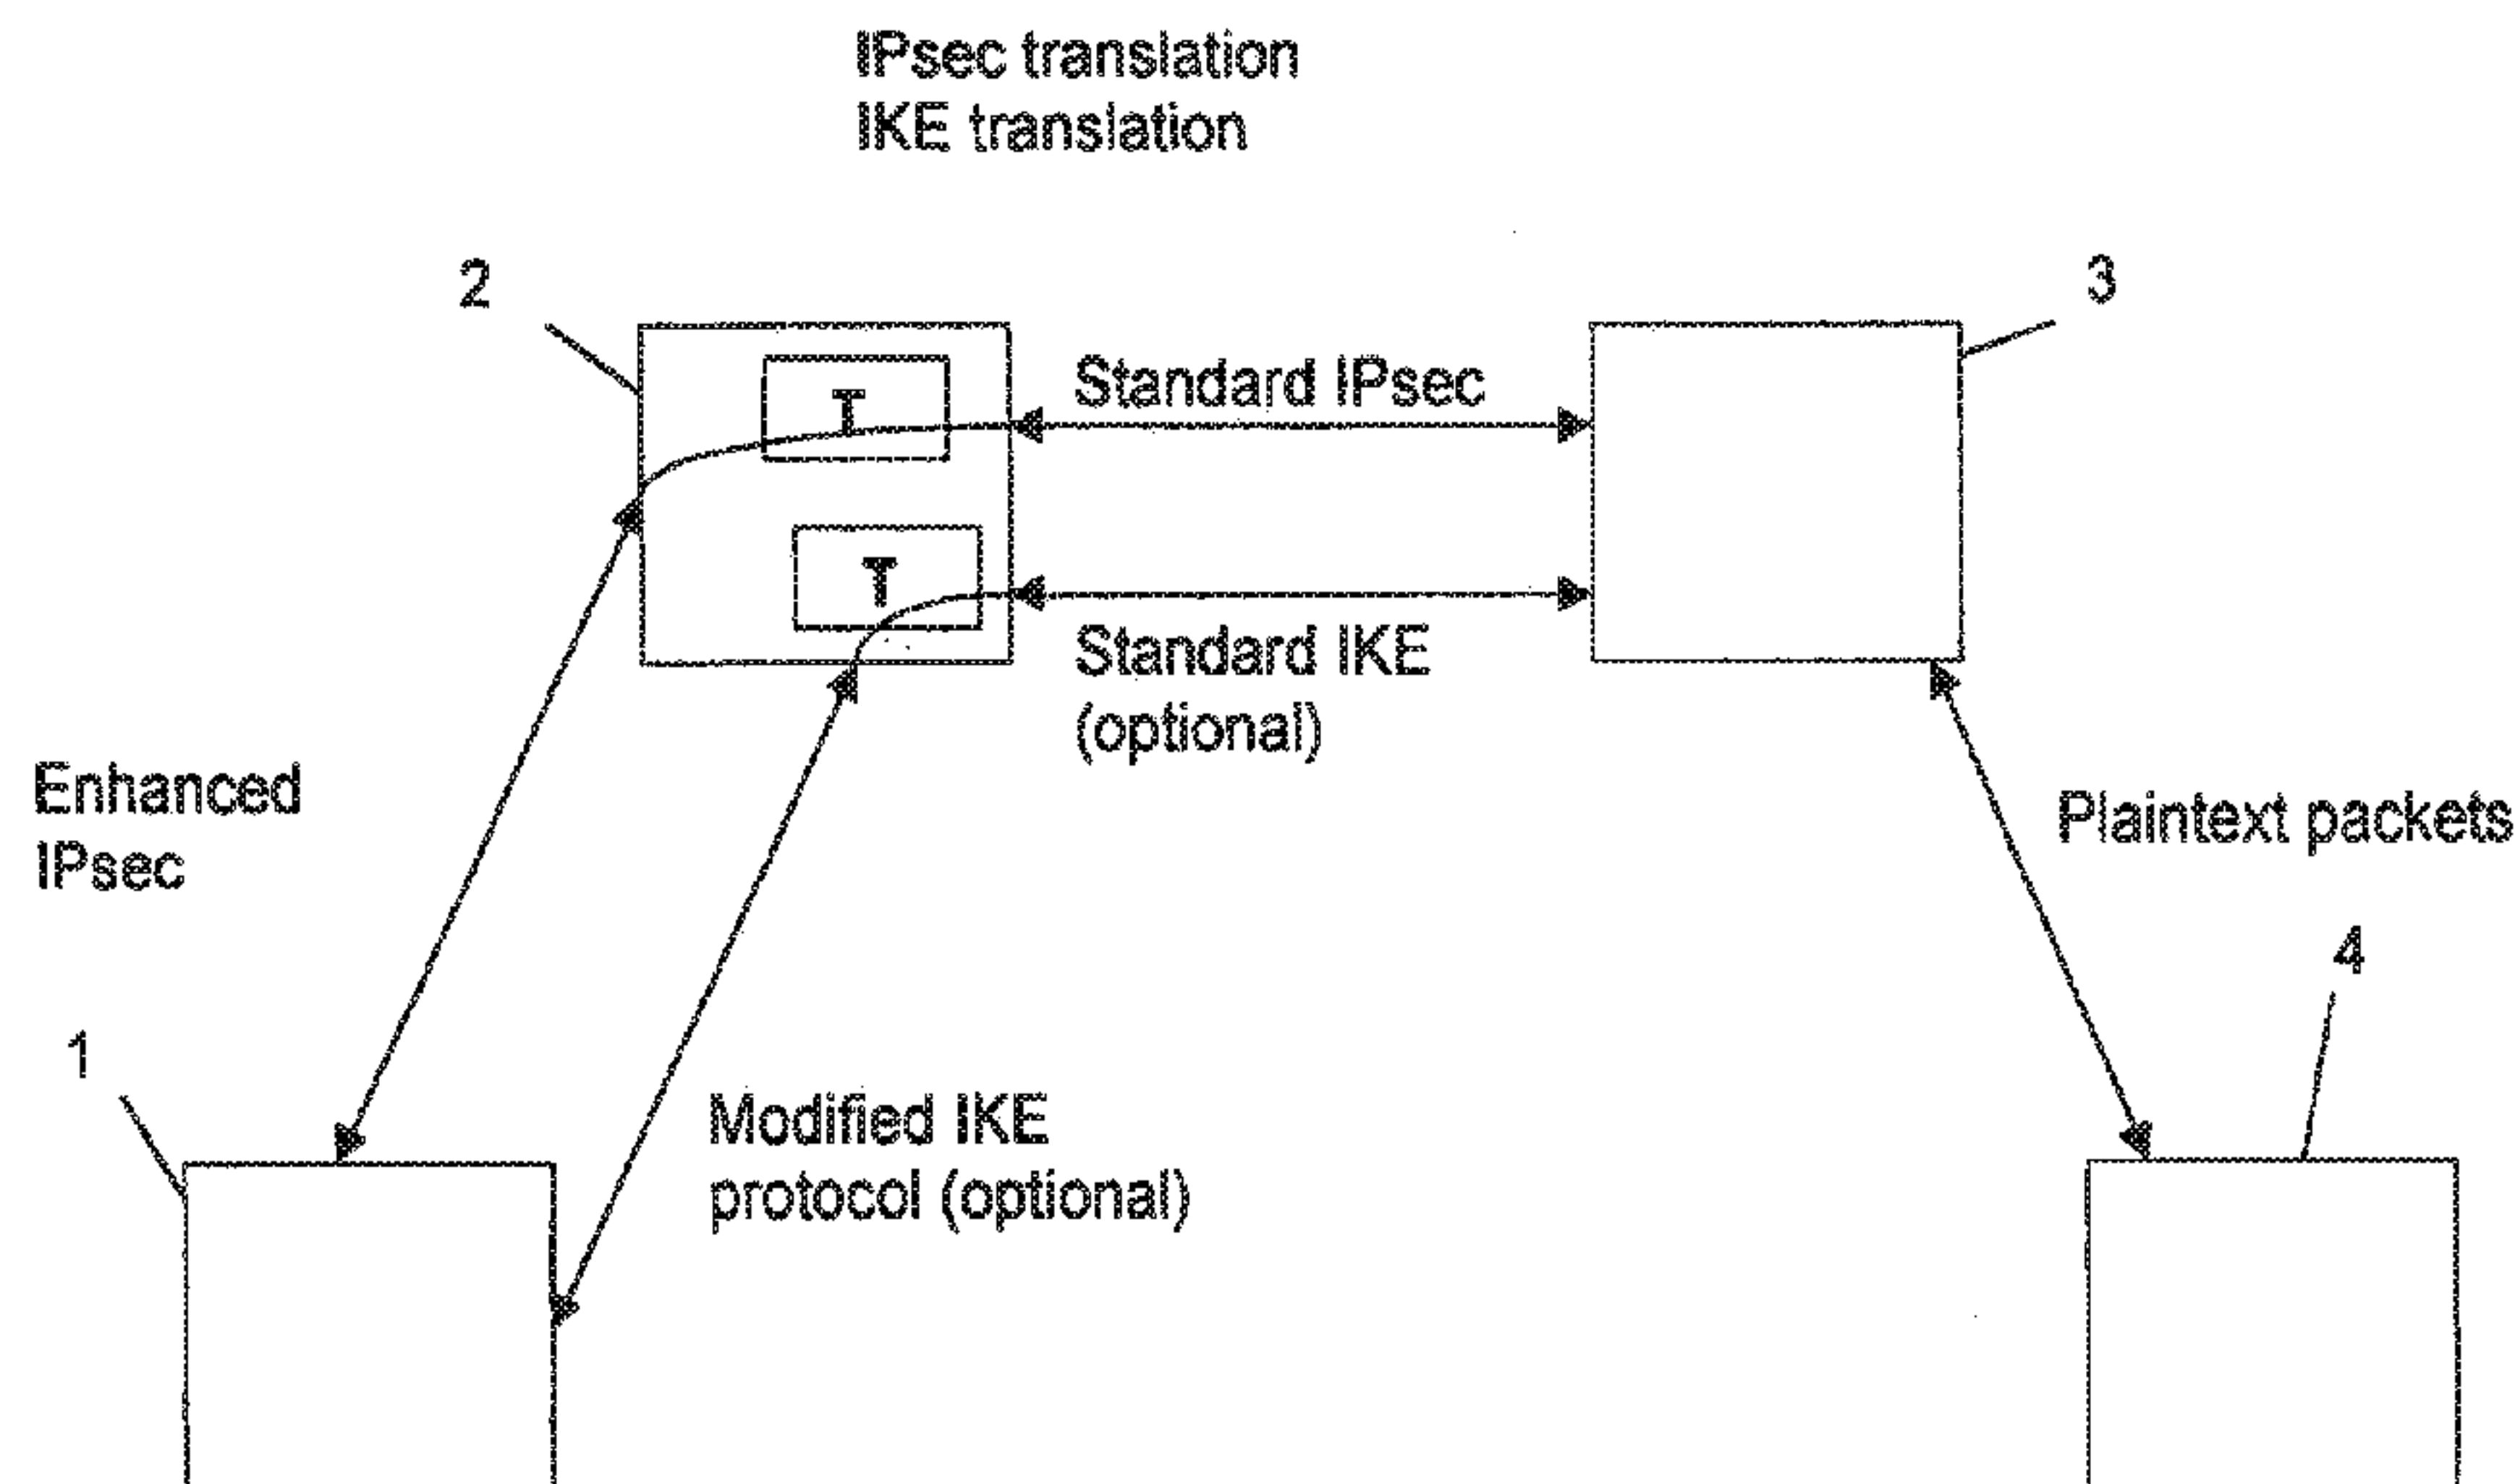 IPsec translation
IKE translation
2
3
T
Standard IPsec
T
Standard IKE
(optional)
Enhanced
IPsec
Plaintext packets
4
1
Modified IKE
protocol (optional)